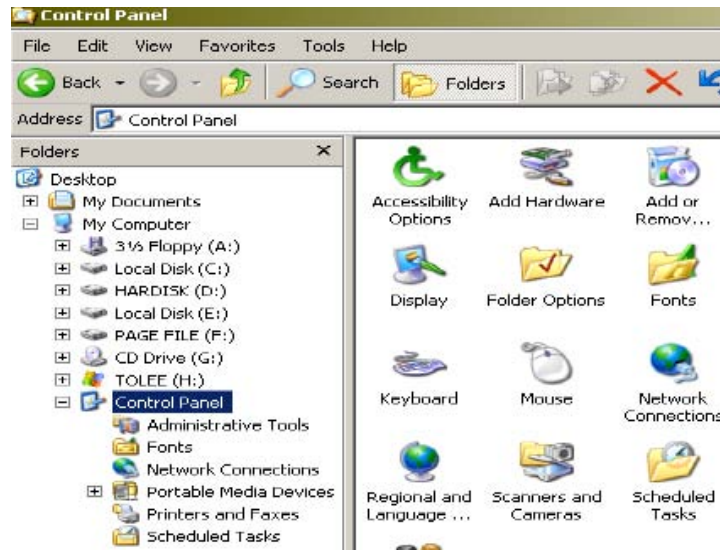 Control Panel
File Edit View Favorites Tools Help
Back Search Folders
Address Control Panel
Folders
Desktop
My Documents
My Computer
3½ Floppy (A:)
Local Disk (C:)
HARDISK (D:)
Local Disk (E:)
PAGE FILE (F:)
CD Drive (G:)
TOLEE (H:)
Control Panel
Administrative Tools
Fonts
Network Connections
Portable Media Devices
Printers and Faxes
Scheduled Tasks
Accessibility Options
Add Hardware
Add or Remov...
Display
Folder Options
Fonts
Keyboard
Mouse
Network Connections
Regional and Language ...
Scanners and Cameras
Scheduled Tasks